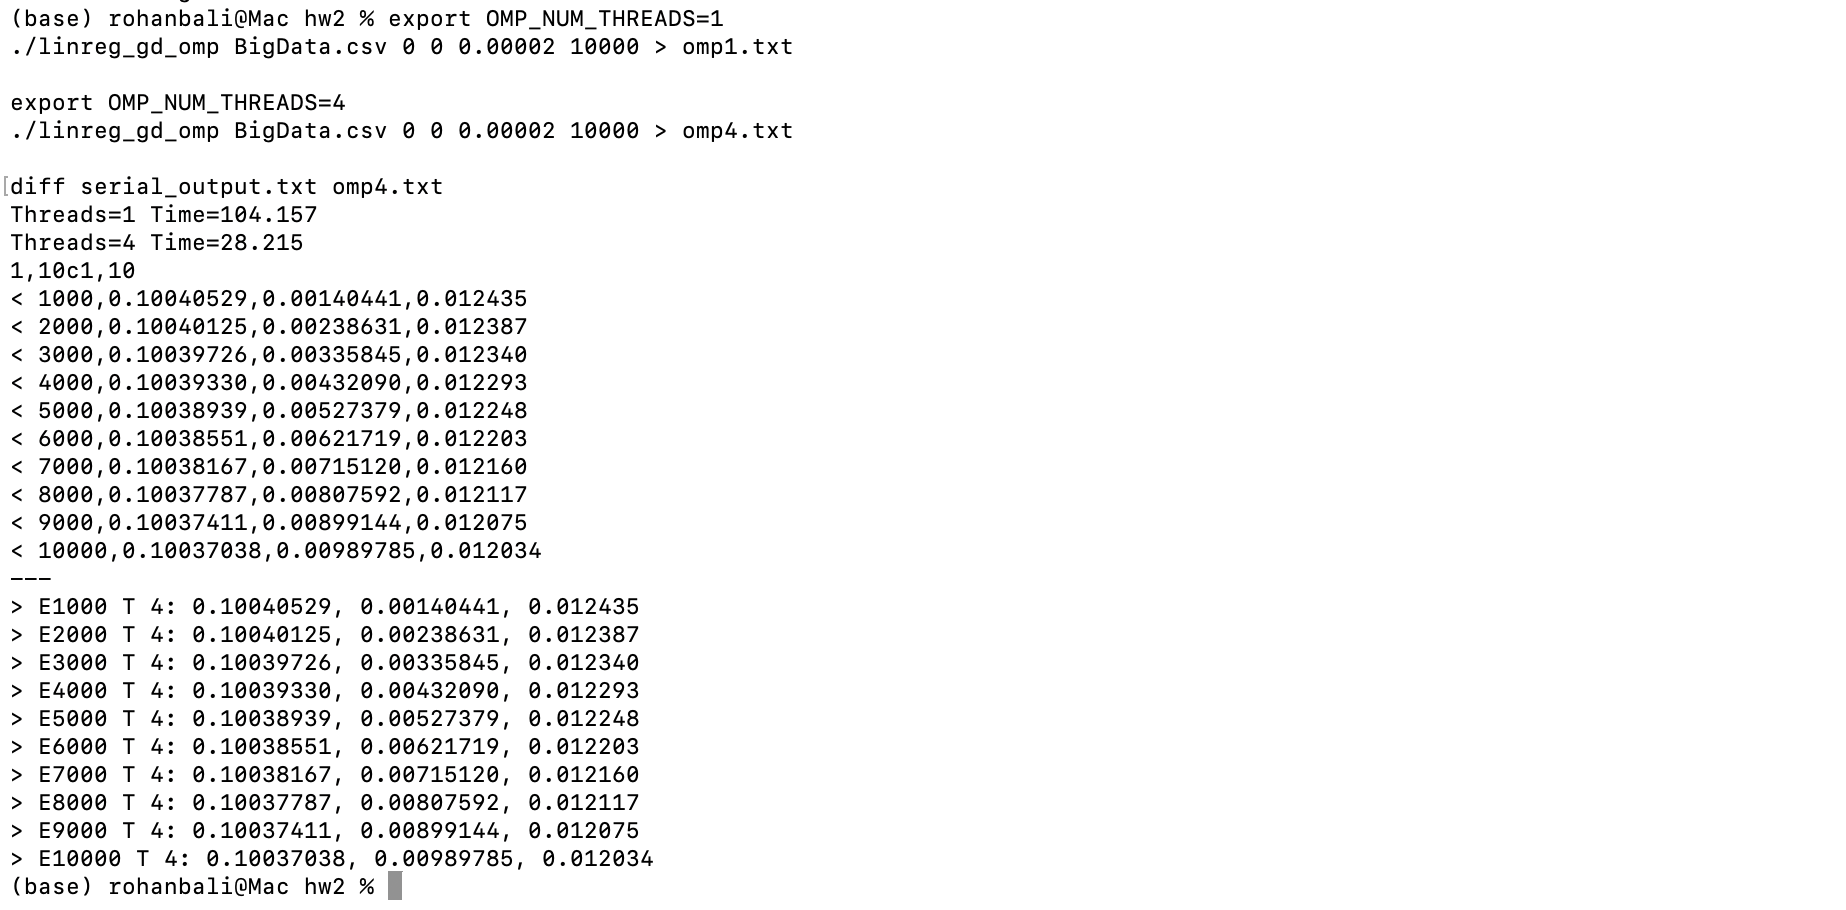 (base) rohanbali@Mac hw2 % export OMP_NUM_THREADS=1
./linreg_gd_omp BigData.csv 0 0 0.00002 10000 > omp1.txt
export OMP_NUM_THREADS=4
./linreg_gd_omp BigData.csv 0 0 0.00002 10000 > omp4.txt
[diff serial_output.txt omp4.txt
Threads=1 Time=104.157
Threads=4 Time=28.215
1,10c1,10
< 1000,0.10040529,0.00140441,0.012435
< 2000,0.10040125,0.00238631,0.012387
< 3000,0.10039726,0.00335845,0.012340
< 4000,0.10039330,0.00432090,0.012293
< 5000,0.10038939,0.00527379,0.012248
< 6000,0.10038551,0.00621719,0.012203
< 7000,0.10038167,0.00715120,0.012160
< 8000,0.10037787,0.00807592,0.012117
< 9000,0.10037411,0.00899144,0.012075
< 10000,0.10037038,0.00989785,0.012034
---
> E1000 T 4: 0.10040529, 0.00140441, 0.012435
> E2000 T 4: 0.10040125, 0.00238631, 0.012387
> E3000 T 4: 0.10039726, 0.00335845, 0.012340
> E4000 T 4: 0.10039330, 0.00432090, 0.012293
> E5000 T 4: 0.10038939, 0.00527379, 0.012248
> E6000 T 4: 0.10038551, 0.00621719, 0.012203
> E7000 T 4: 0.10038167, 0.00715120, 0.012160
> E8000 T 4: 0.10037787, 0.00807592, 0.012117
> E9000 T 4: 0.10037411, 0.00899144, 0.012075
> E10000 T 4: 0.10037038, 0.00989785, 0.012034
(base) rohanbali@Mac hw2 %